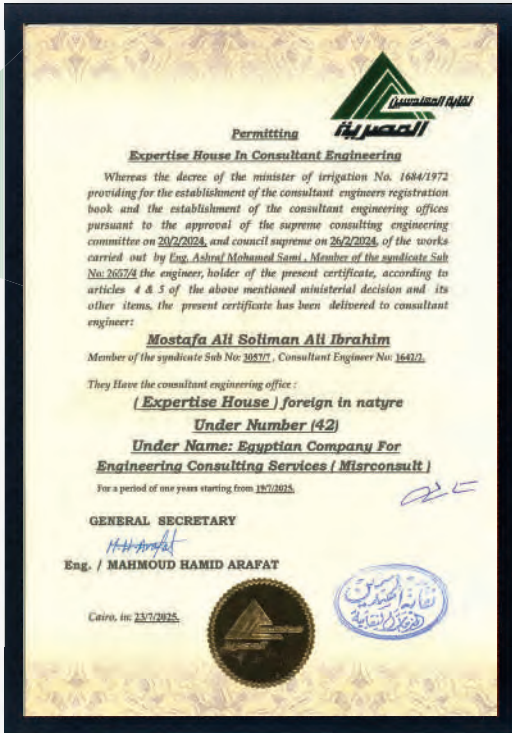 نقابة المهندسين
المصرية
Permitting
Expertise House In Consultant Engineering
Whereas the decree of the minister of irrigation No. 1684/1972
providing for the establishment of the consultant engineers registration
book and the establishment of the consultant engineering offices
pursuant to the approval of the supreme consulting engineering
committee on 20/2/2024, and council supreme on 26/2/2024, of the works
carried out by Eng. Ashraf Mohamed Sami , Member of the syndicate Sub
No: 2657/4 the engineer, holder of the present certificate, according to
articles 4 & 5 of the above mentioned ministerial decision and its
other items, the present certificate has been delivered to consultant
engineer:
Mostafa Ali Soliman Ali Ibrahim
Member of the syndicate Sub No: 3057/7 , Consultant Engineer No: 1642/2.
They Have the consultant engineering office :
( Expertise House ) foreign in natyre
Under Number (42)
Under Name: Egyptian Company For
Engineering Consulting Services ( Misrconsult )
For a period of one years starting from 19/7/2025.
GENERAL SECRETARY
M.H Arafat
Eng. / MAHMOUD HAMID ARAFAT
Cairo, in: 23/7/2025.
نقابة المهندسين